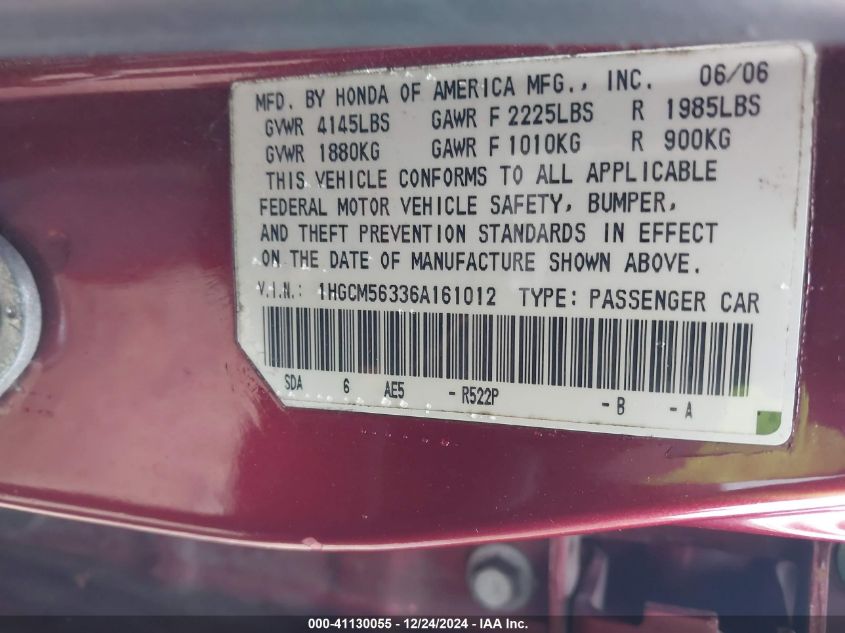 MFD. BY HONDA OF AMERICA MFG., INC. 06/06
GVWR 4145LBS GAWR F 2225LBS R 1985LBS
GVWR 1880KG GAWR F 1010KG R 900KG
THIS VEHICLE CONFORMS TO ALL APPLICABLE
FEDERAL MOTOR VEHICLE SAFETY, BUMPER,
AND THEFT PREVENTION STANDARDS IN EFFECT
ON THE DATE OF MANUFACTURE SHOWN ABOVE.
V.I.N.: 1HGCM56336A161012 TYPE: PASSENGER CAR
SDA 6 AE5 -R522P -B -A
000-41130055 - 12/24/2024 - IAA Inc.